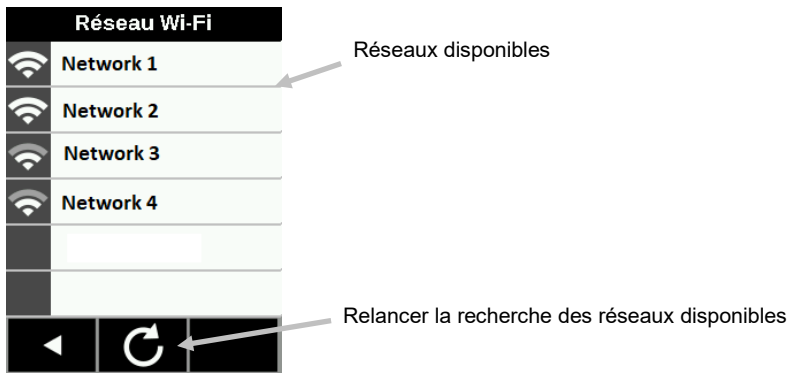 Réseau Wi-Fi
Network 1
Réseaux disponibles
Network 2
Network 3
Network 4
Relancer la recherche des réseaux disponibles